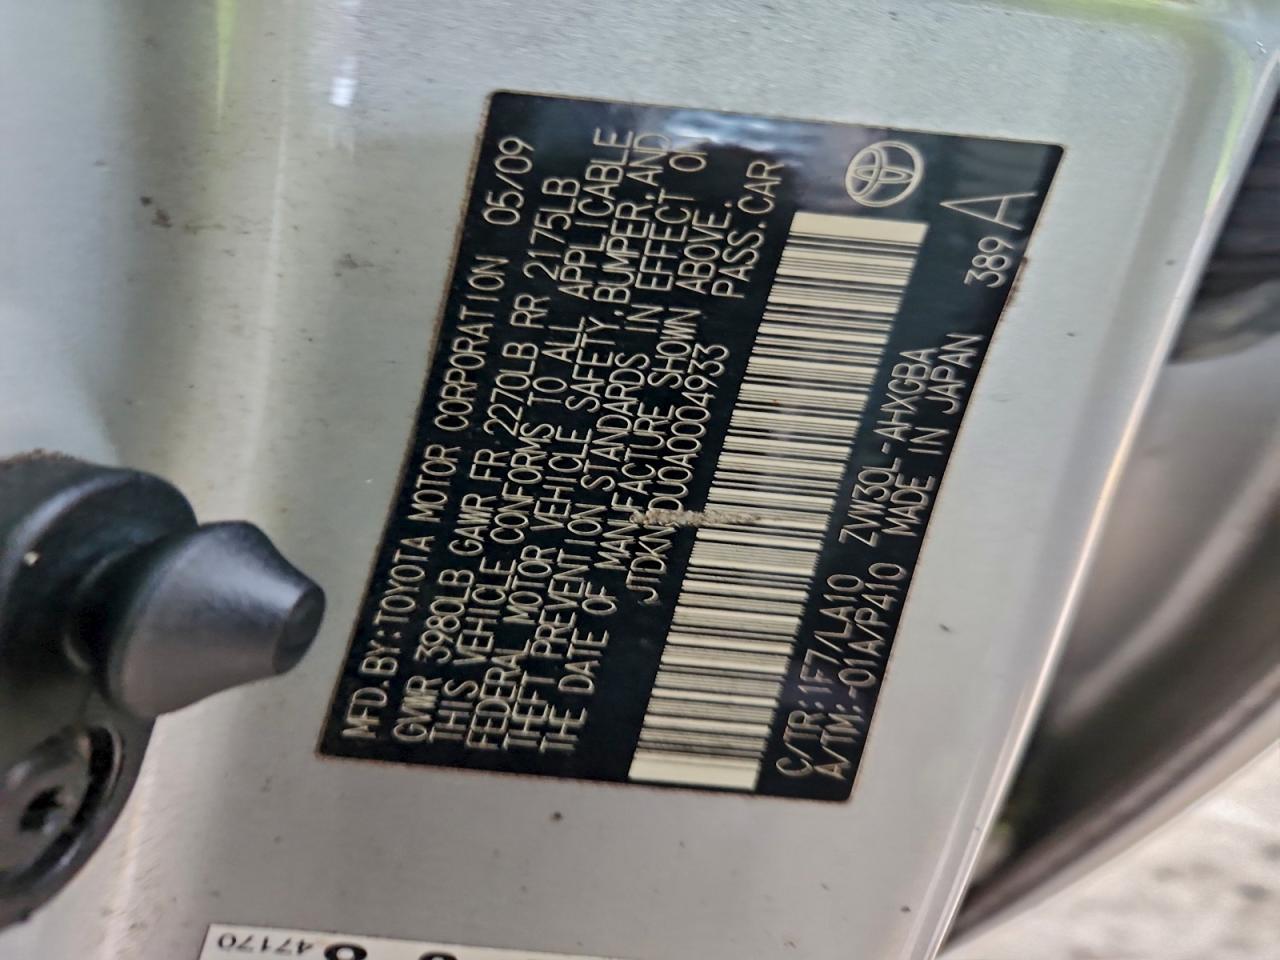 MFD.BY:TOYOTA MOTOR CORPORATION 05/09
GVWR 3980LB GAWR FR 2270LB RR 2175LB
THIS VEHICLE CONFORMS TO ALL APPLICABLE
FEDERAL MOTOR VEHICLE SAFETY, BUMPER, AND
THEFT PREVENTION STANDARDS IN EFFECT ON
THE DATE OF MANUFACTURE SHOWN ABOVE.
JTDKN DU0A0004933 PASS.CAR
C/TR:1F7/LA10 ZVW30L-AHXGBA
A/TM:-01A/P410 MADE IN JAPAN 389 A
47170